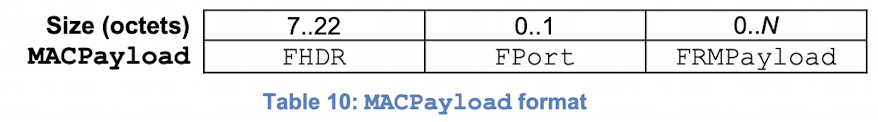 Size (octets) 7..22 0..1 0..N
MACPayload FHDR FPort FRMPayload
Table 10: MACPayload format